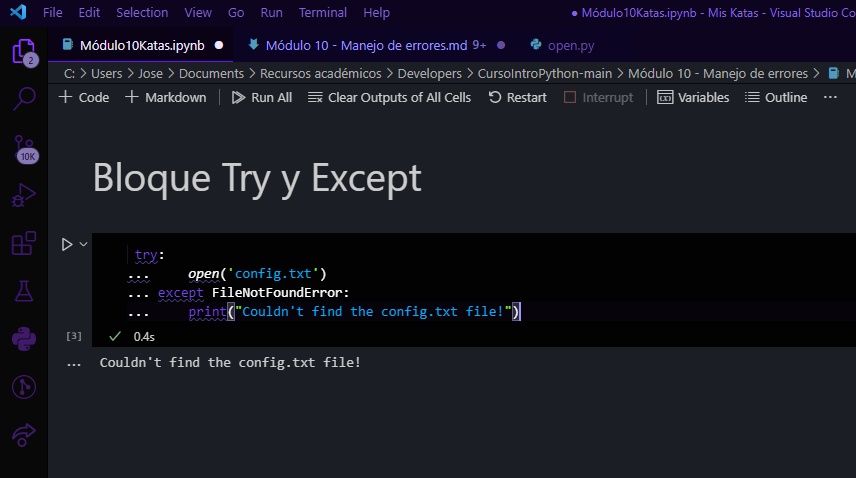 File Edit Selection View Go Run Terminal Help ● Módulo10Katas.ipynb - Mis Katas - Visual Studio Co
Módulo10Katas.ipynb ● Módulo 10 - Manejo de errores.md 9+ ● open.py
C: > Users > Jose > Documents > Recursos académicos > Developers > CursoIntroPython-main > Módulo 10 - Manejo de errores > M
+ Code + Markdown Run All Clear Outputs of All Cells Restart Interrupt Variables Outline ...
2
10K
Bloque Try y Except
try:
... open('config.txt')
... except FileNotFoundError:
... print("Couldn't find the config.txt file!")
[3] ✓ 0.4s
... Couldn't find the config.txt file!